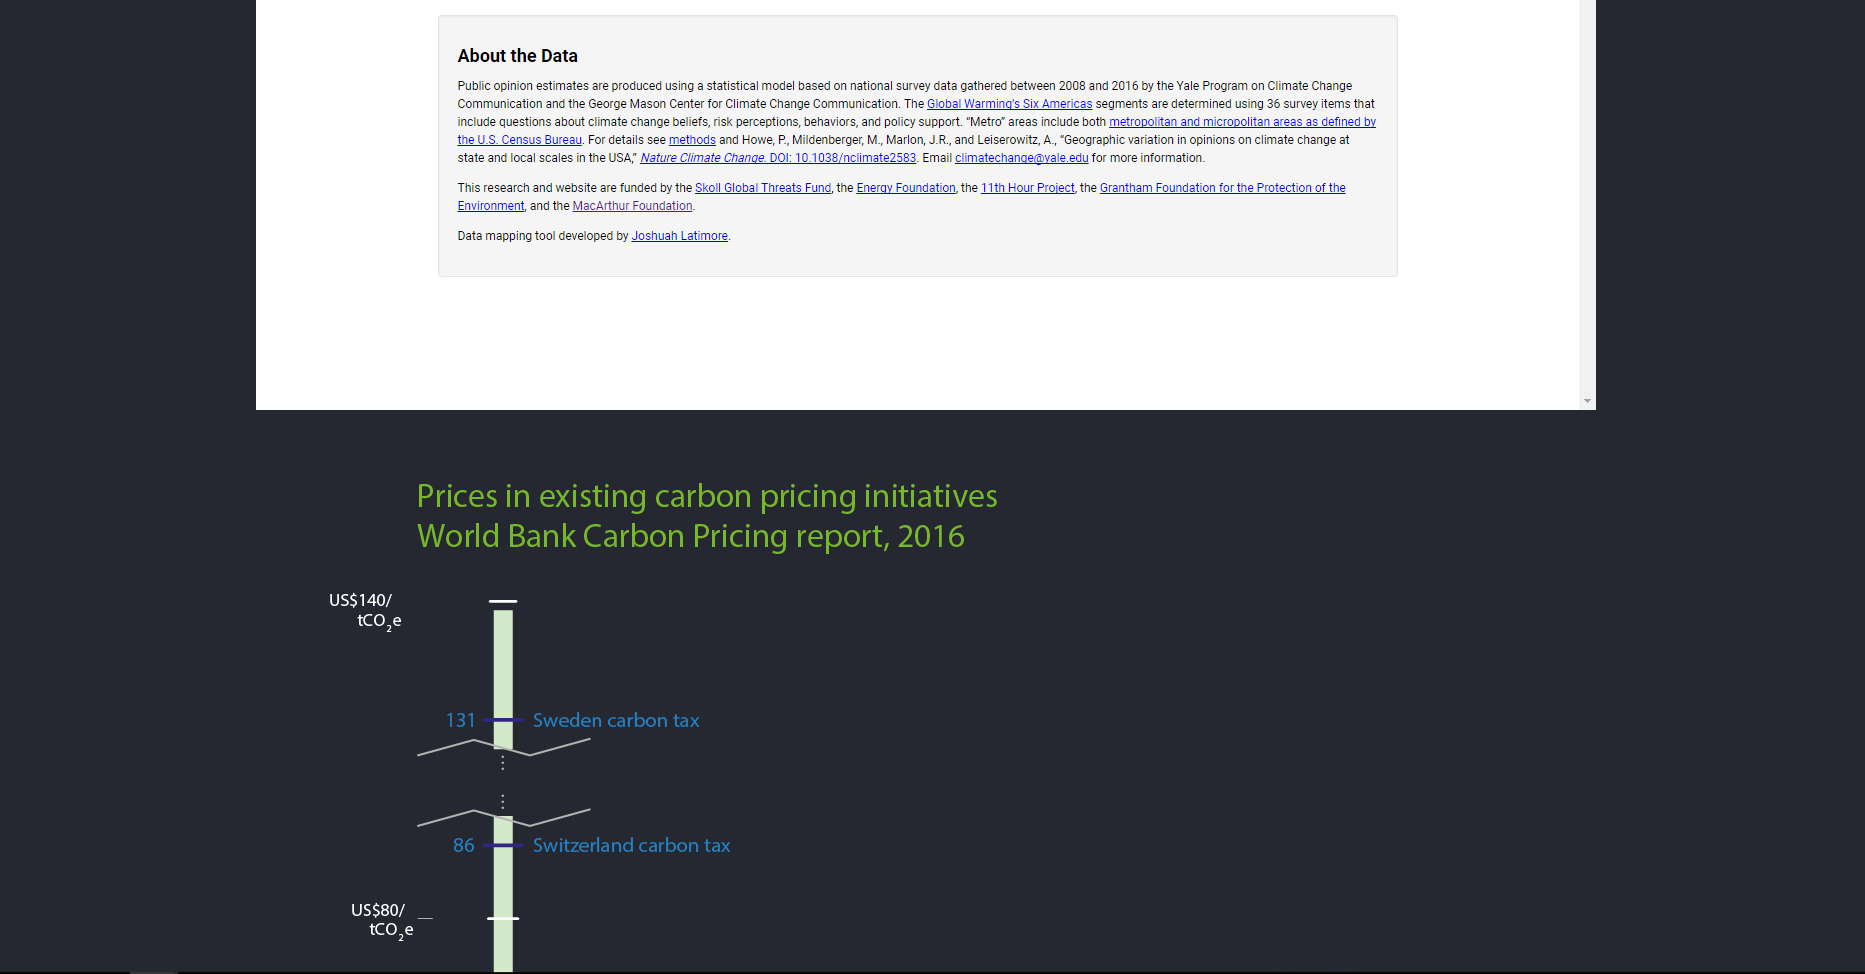 About the Data
Public opinion estimates are produced using a statistical model based on national survey data gathered between 2008 and 2016 by the Yale Program on Climate Change
Communication and the George Mason Center for Climate Change Communication. The Global Warming's Six Americas segments are determined using 36 survey items that
include questions about climate change beliefs, risk perceptions, behaviors, and policy support. “Metro” areas include both metropolitan and micropolitan areas as defined by
the U.S. Census Bureau. For details see methods and Howe, P., Mildenberger, M., Marlon, J.R., and Leiserowitz, A., “Geographic variation in opinions on climate change at
state and local scales in the USA,” Nature Climate Change. DOI: 10.1038/nclimate2583. Email climatechange@yale.edu for more information.
This research and website are funded by the Skoll Global Threats Fund, the Energy Foundation, the 11th Hour Project, the Grantham Foundation for the Protection of the
Environment, and the MacArthur Foundation.
Data mapping tool developed by Joshuah Latimore.
Prices in existing carbon pricing initiatives
World Bank Carbon Pricing report, 2016
US$140/
tCO₂e
131 Sweden carbon tax
86 Switzerland carbon tax
US$80/
tCO₂e